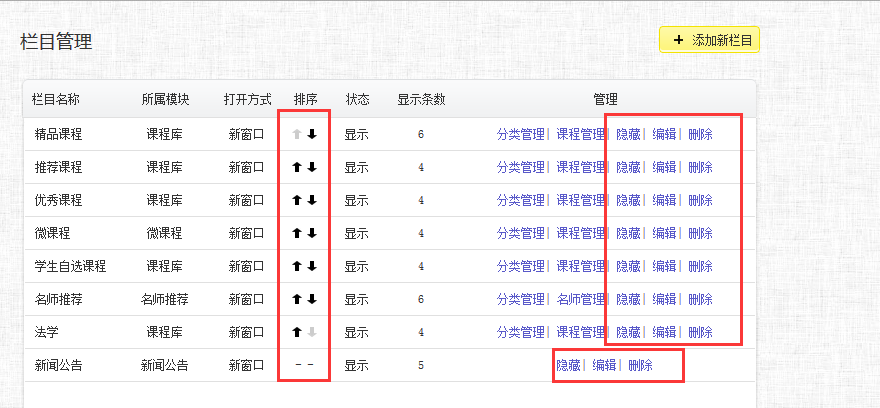 栏目管理
+ 添加新栏目
栏目名称 所属模块 打开方式 排序 状态 显示条数 管理
精品课程 课程库 新窗口 ⬆ ⬇ 显示 6 分类管理| 课程管理| 隐藏| 编辑| 删除
推荐课程 课程库 新窗口 ⬆ ⬇ 显示 4 分类管理| 课程管理| 隐藏| 编辑| 删除
优秀课程 课程库 新窗口 ⬆ ⬇ 显示 4 分类管理| 课程管理| 隐藏| 编辑| 删除
微课程 微课程 新窗口 ⬆ ⬇ 显示 4 分类管理| 课程管理| 隐藏| 编辑| 删除
学生自选课程 课程库 新窗口 ⬆ ⬇ 显示 4 分类管理| 课程管理| 隐藏| 编辑| 删除
名师推荐 名师推荐 新窗口 ⬆ ⬇ 显示 6 分类管理| 名师管理| 隐藏| 编辑| 删除
法学 课程库 新窗口 ⬆ ⬇ 显示 4 分类管理| 课程管理| 隐藏| 编辑| 删除
新闻公告 新闻公告 新窗口 - - 显示 5 隐藏| 编辑| 删除